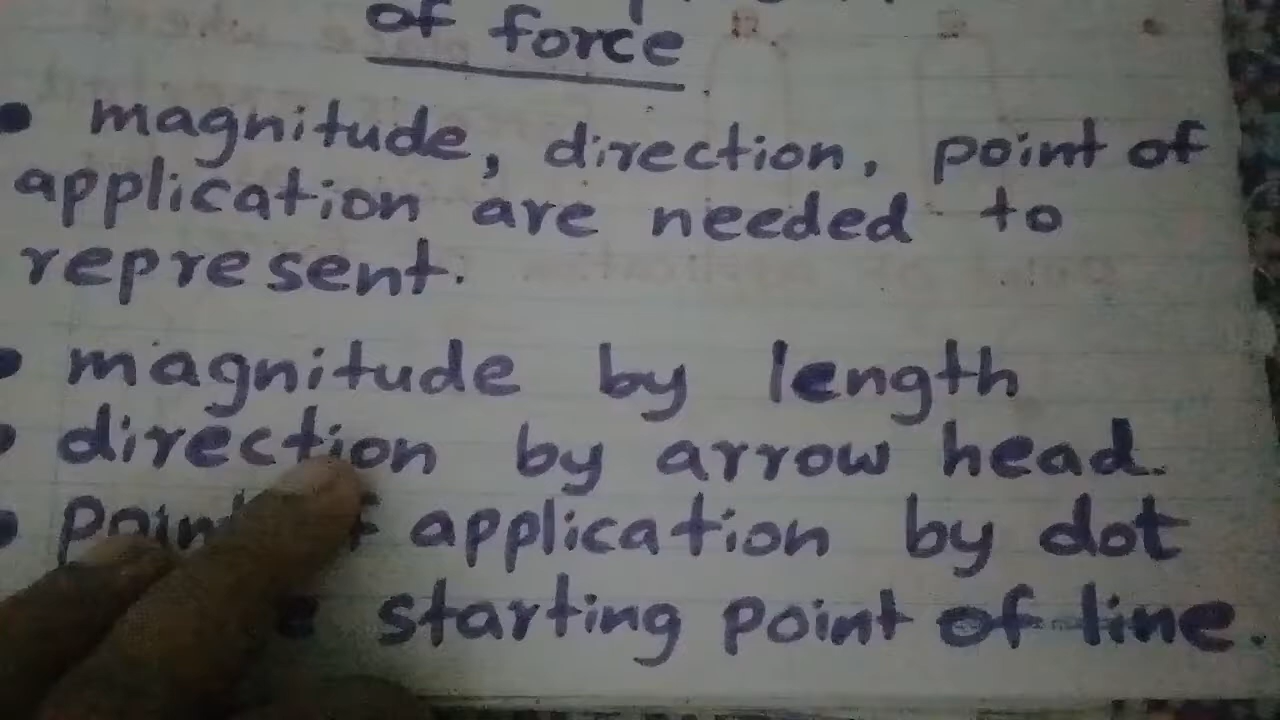 of force
• magnitude, direction, point of
application are needed to
represent.
• magnitude by length
• direction by arrow head.
• application by dot
starting point of line.